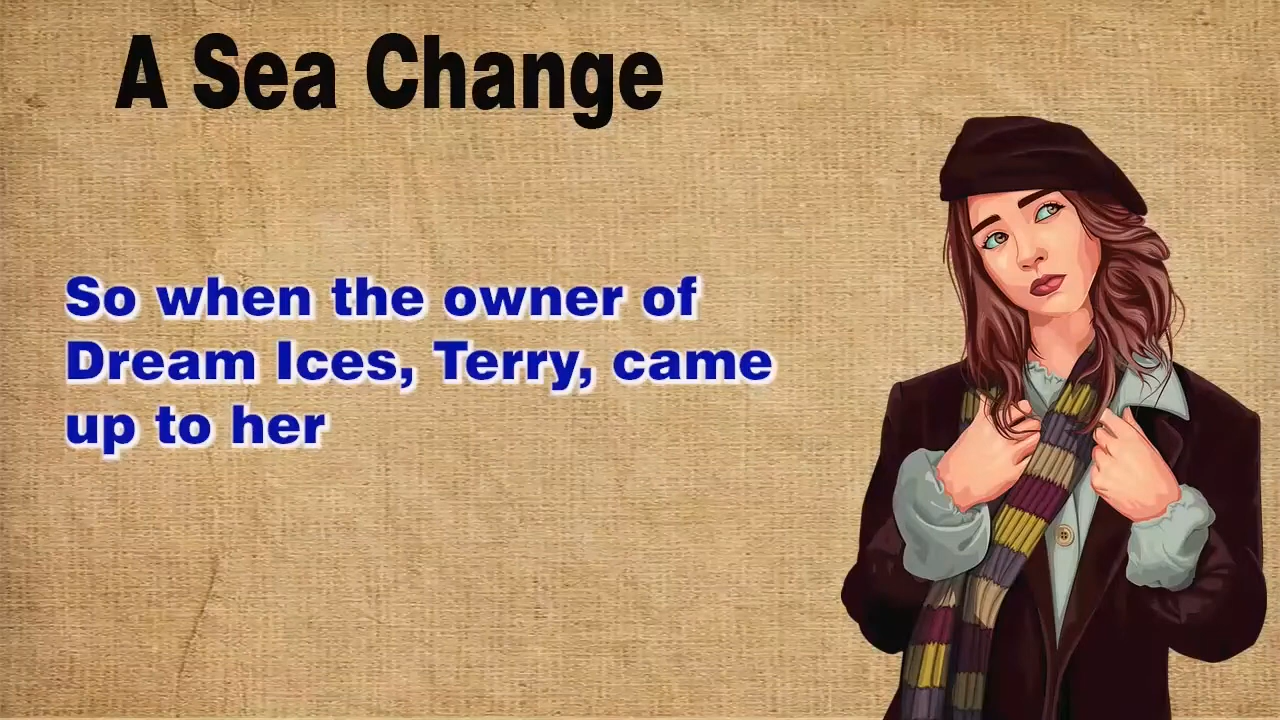 A Sea Change
So when the owner of
Dream Ices, Terry, came
up to her